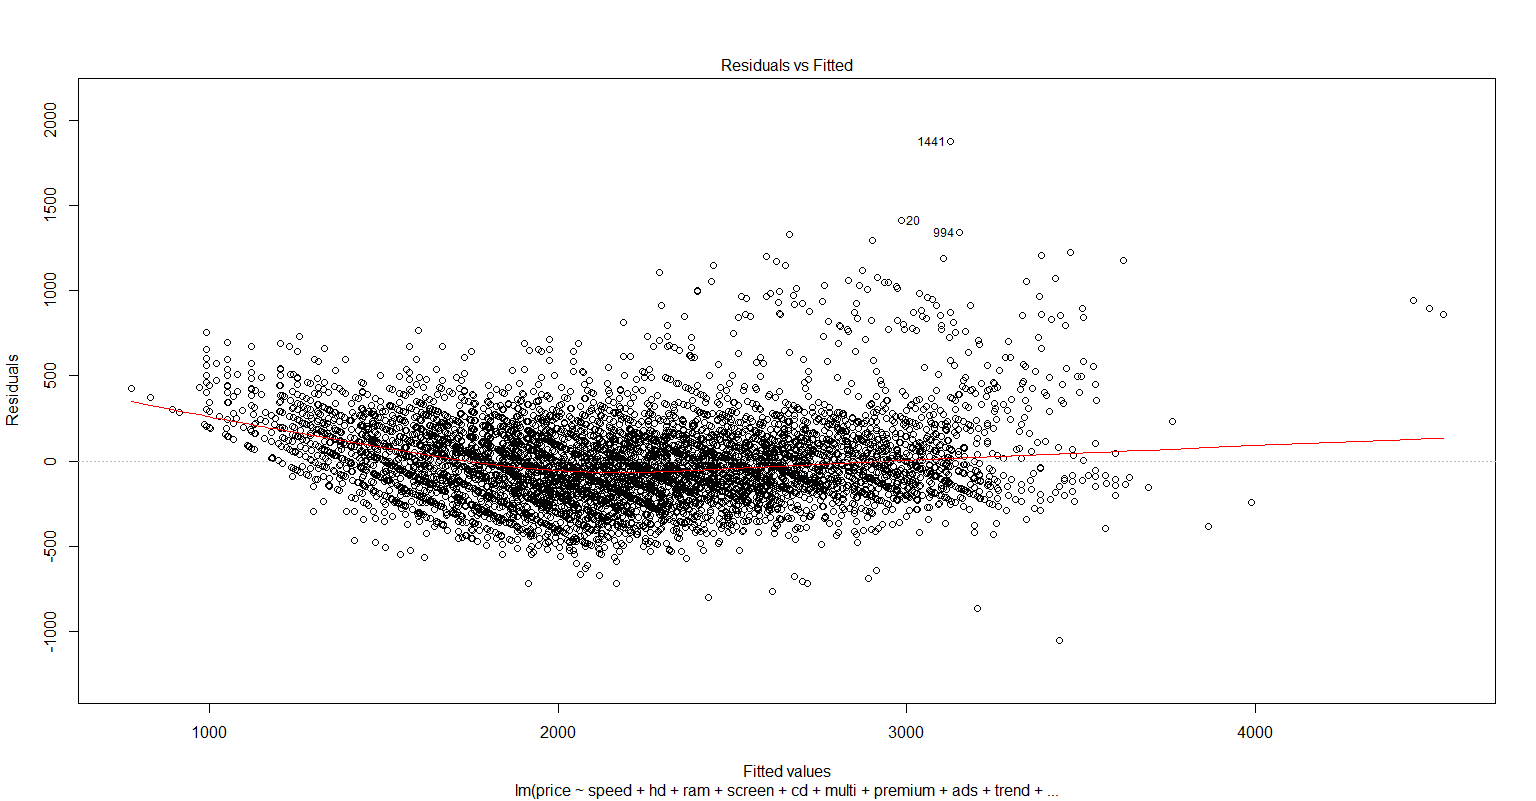 Residuals vs Fitted
2000
1500
1000
500
0
-500
-1000
Residuals
1441
20
994
1000 2000 3000 4000
Fitted values
lm(price ~ speed + hd + ram + screen + cd + multi + premium + ads + trend + ...